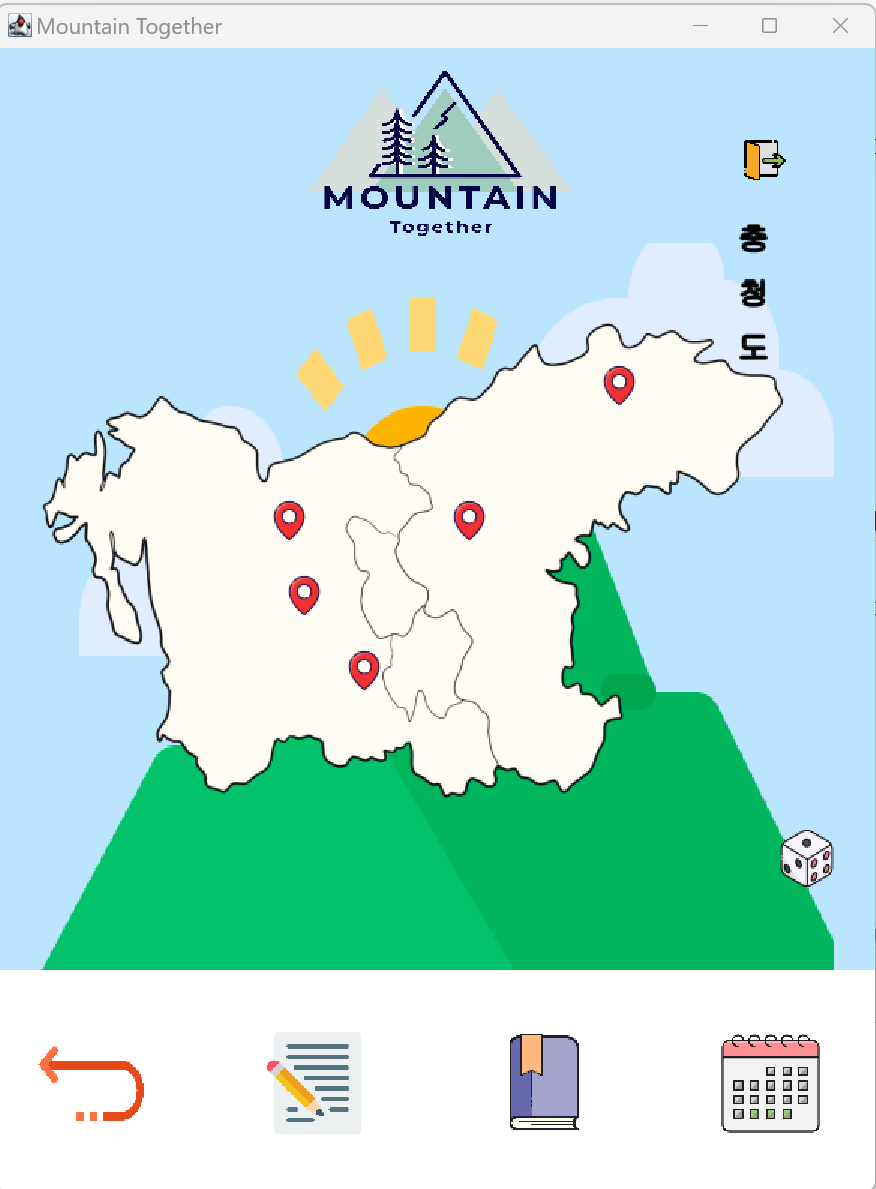 Mountain Together
MOUNTAIN
Together
충
청
도